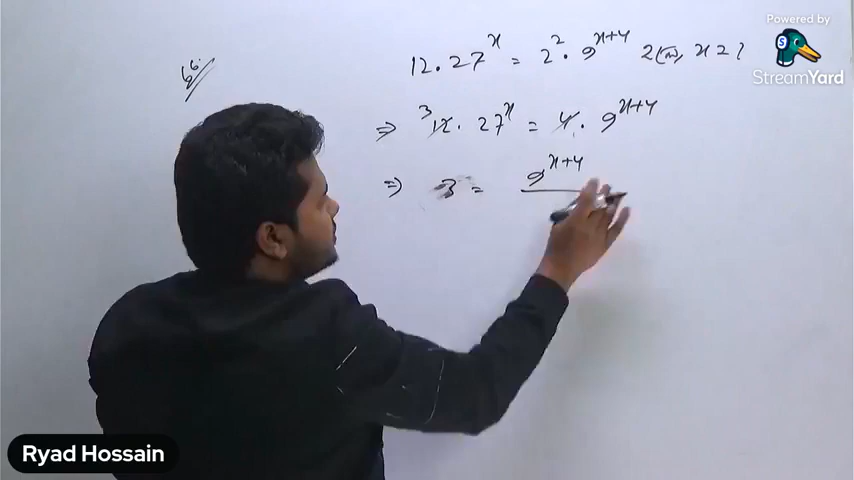 Powered by
StreamYard
66.
12 . 27^x = 2^2 . 9^(x+4) হলে, x = ?
⇒ 3 12 . 27^x = 4 . 9^(x+4)
⇒ 3 = 9^(x+4)
Ryad Hossain